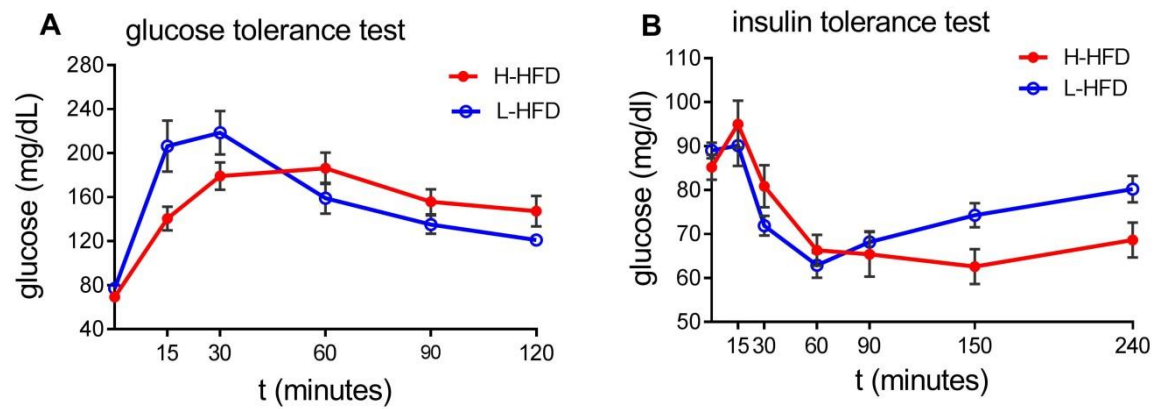 A glucose tolerance test
280
240
200
160
120
80
40
glucose (mg/dL)
H-HFD
L-HFD
15 30 60 90 120
t (minutes)
B insulin tolerance test
110
100
90
80
70
60
50
glucose (mg/dl)
H-HFD
L-HFD
15 30 60 90 150 240
t (minutes)